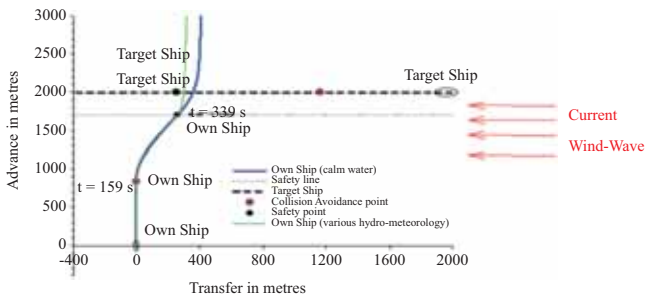 3000
2500
2000
1500
1000
500
0
Advance in metres
Target Ship
Target Ship
Target Ship
t = 339 s
Own Ship
t = 159 s
Own Ship
Own Ship
Current
Wind-Wave
Own Ship (calm water)
Safety line
Target Ship
Collision Avoidance point
Safety point
Own Ship (various hydro-meteorology)
-400 0 400 800 1200 1600 2000
Transfer in metres